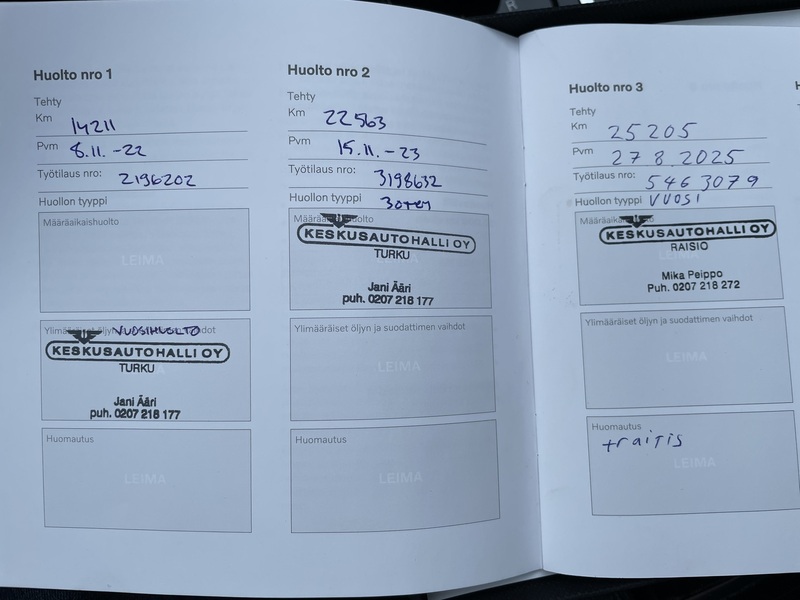 Huolto nro 1
Tehty
Km 14211
Pvm 8.11.-22
Työtilaus nro: 2196202
Huollon tyyppi
Määräaikaishuolto
LEIMA
Ylimääräiset öljyn VUOSIHUOLTO
KESKUSAUTOHALLI OY
TURKU
Jani Ääri
puh. 0207 218 177
Huomautus
LEIMA
Huolto nro 2
Tehty
Km 22563
Pvm 15.11.-23
Työtilaus nro: 3198632
Huollon tyyppi
Määräaikaishuolto
KESKUSAUTOHALLI OY
TURKU
Jani Ääri
puh. 0207 218 177
Ylimääräiset öljyn ja suodattimen vaihdot
LEIMA
Huomautus
LEIMA
Huolto nro 3
Tehty
Km 25205
Pvm 27 8.2025
Työtilaus nro: 5463079
Huollon tyyppi VUOSI
KESKUSAUTOHALLI OY
RAISIO
Mika Peippo
Puh. 0207 218 272
Ylimääräiset öljyn ja suodattimen vaihdot
LEIMA
Huomautus
LEIMA